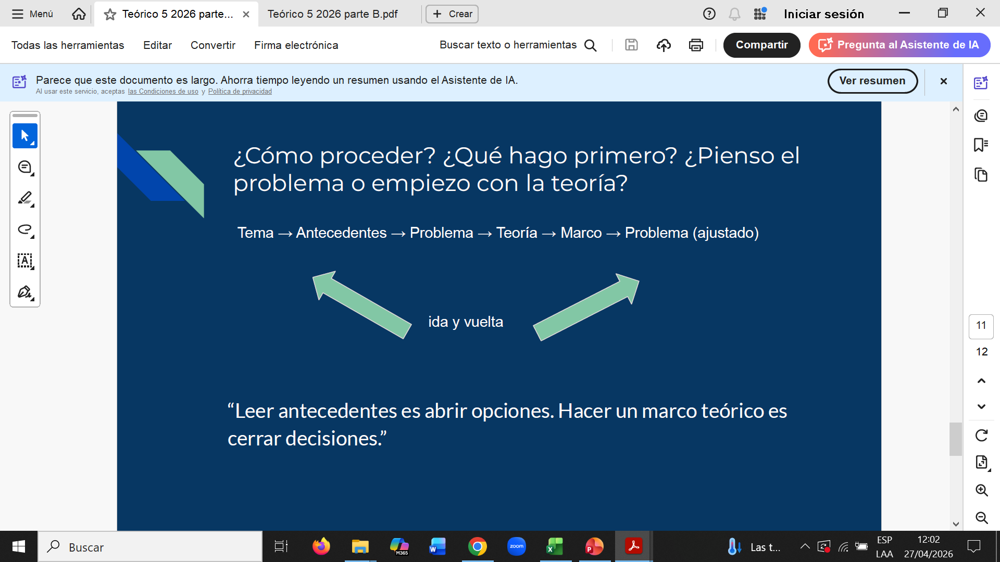 Menú
Teórico 5 2026 parte...
Teórico 5 2026 parte B.pdf
Crear
Iniciar sesión
Todas las herramientas
Editar
Convertir
Firma electrónica
Buscar texto o herramientas
Compartir
Pregunta al Asistente de IA
Parece que este documento es largo. Ahorra tiempo leyendo un resumen usando el Asistente de IA.
Al usar este servicio, aceptas las Condiciones de uso y Política de privacidad
Ver resumen
¿Cómo proceder? ¿Qué hago primero? ¿Pienso el
problema o empiezo con la teoría?
Tema → Antecedentes → Problema → Teoría → Marco → Problema (ajustado)
ida y vuelta
“Leer antecedentes es abrir opciones. Hacer un marco teórico es
cerrar decisiones.”
11
12
Buscar
M365
W
zoom
X
P
Las t...
ESP
LAA
12:02
27/04/2026